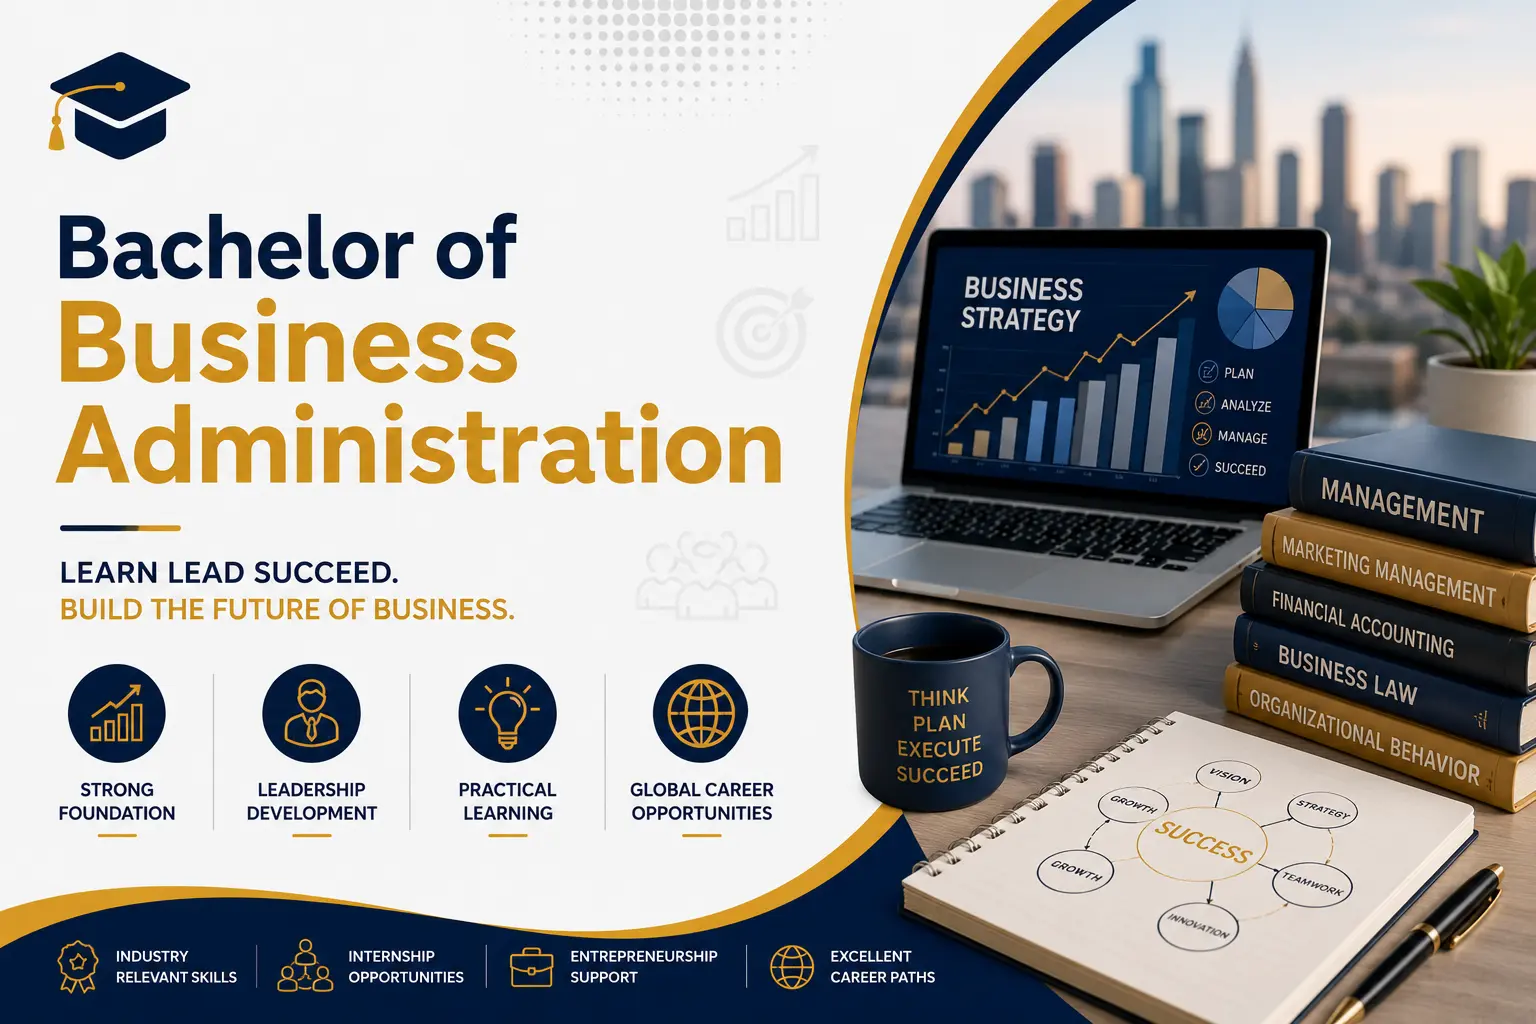 Bachelor of
Business
Administration
LEARN LEAD SUCCEED.
BUILD THE FUTURE OF BUSINESS.
STRONG
FOUNDATION
LEADERSHIP
DEVELOPMENT
PRACTICAL
LEARNING
GLOBAL CAREER
OPPORTUNITIES
INDUSTRY
RELEVANT SKILLS
INTERNSHIP
OPPORTUNITIES
ENTREPRENEURSHIP
SUPPORT
EXCELLENT
CAREER PATHS
BUSINESS
STRATEGY
PLAN
ANALYZE
MANAGE
SUCCEED
MANAGEMENT
MARKETING MANAGEMENT
FINANCIAL ACCOUNTING
BUSINESS LAW
ORGANIZATIONAL BEHAVIOR
THINK
PLAN
EXECUTE
SUCCEED
VISION
GROWTH
STRATEGY
SUCCESS
GROWTH
TEAMWORK
INNOVATION